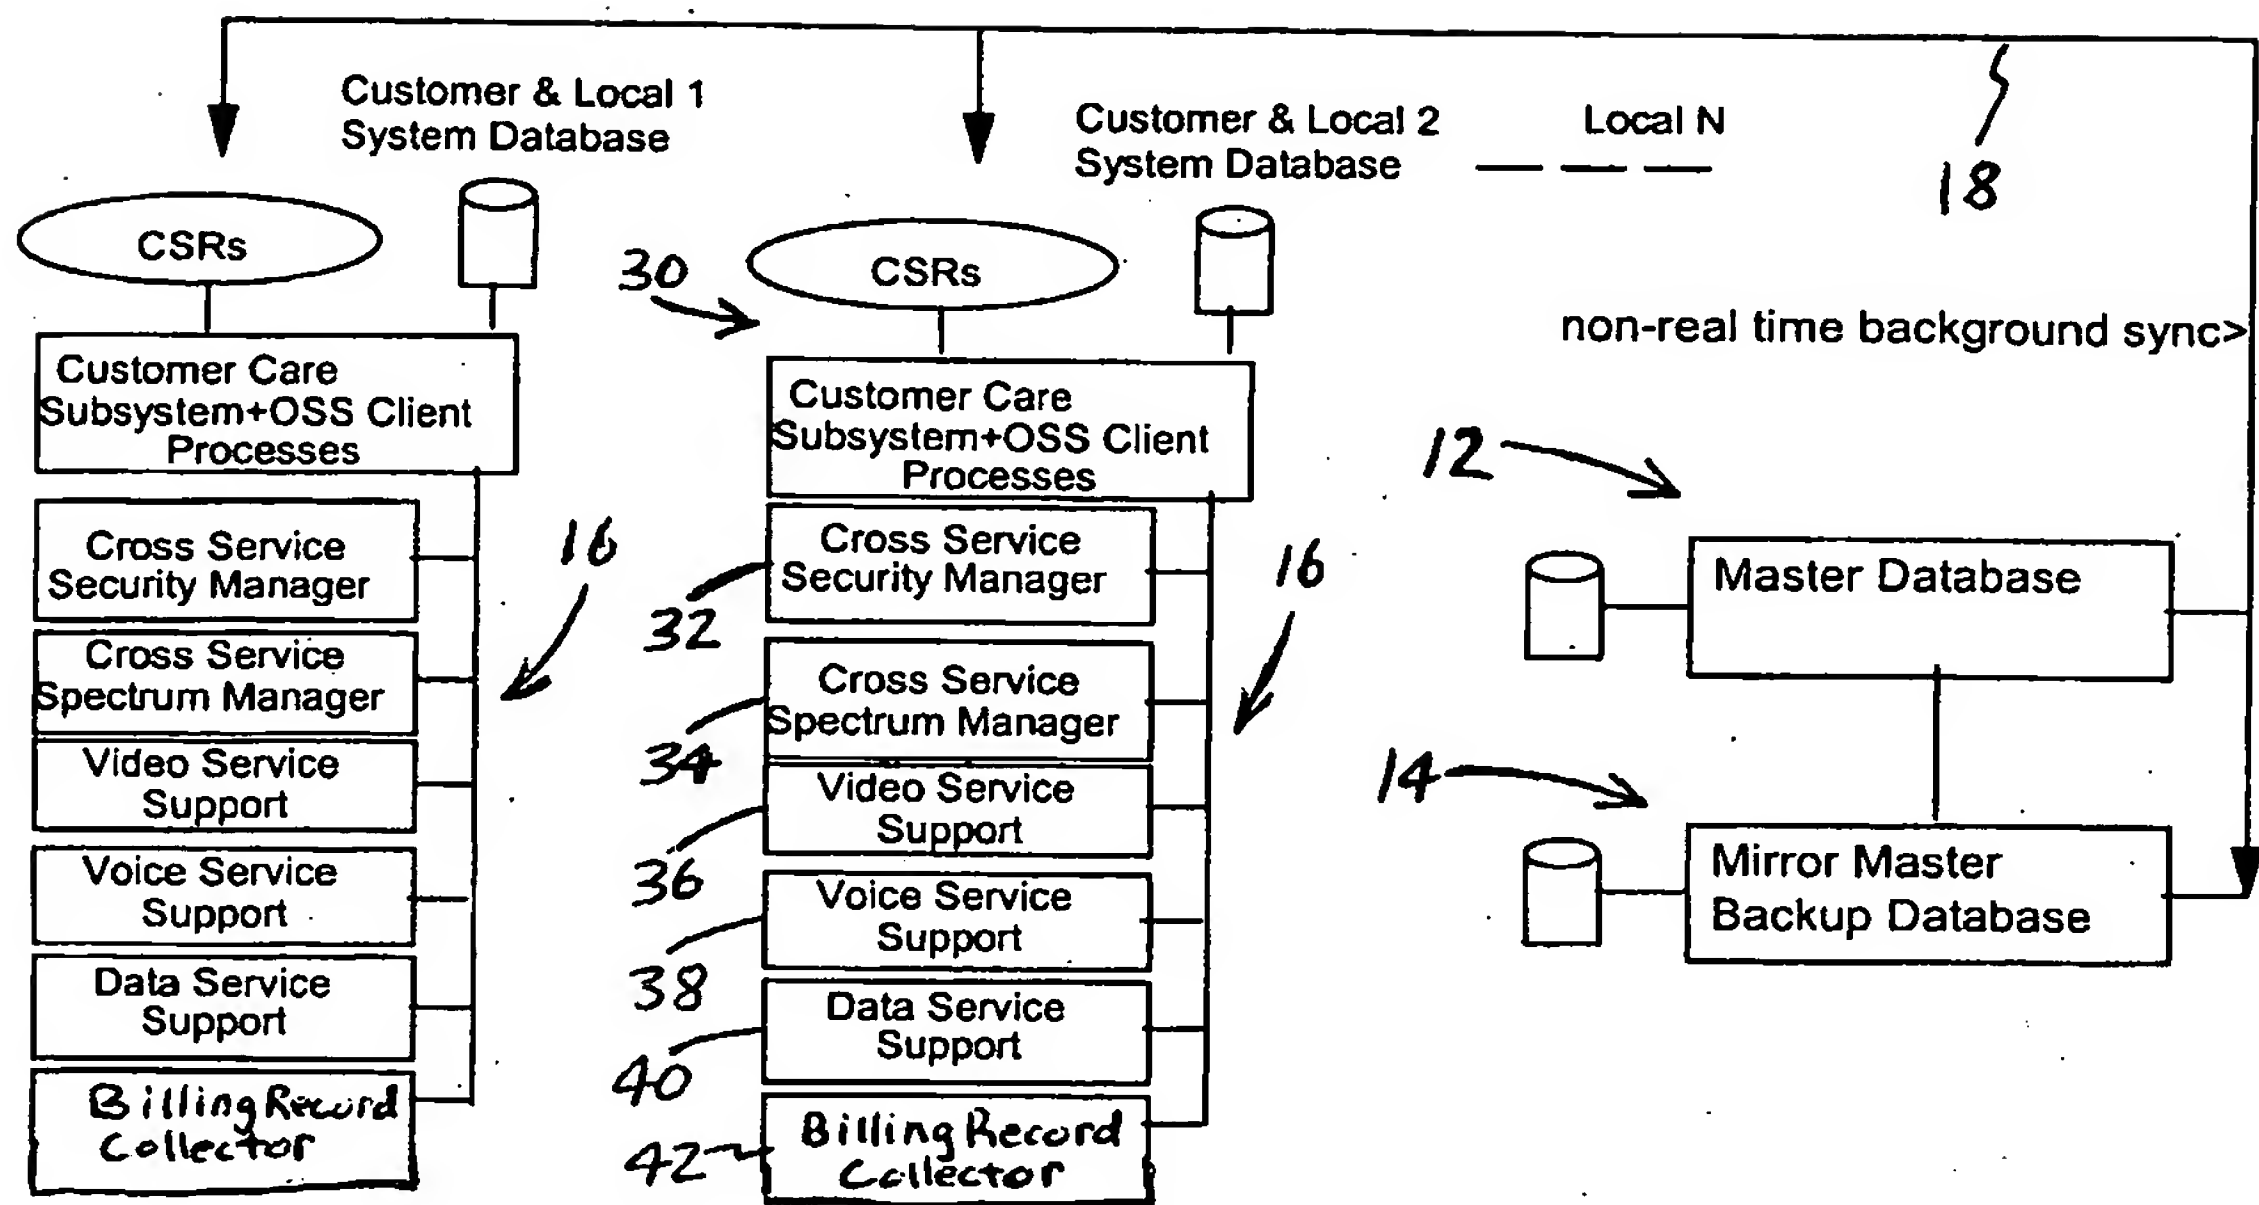 Customer & Local 1
System Database
CSRs
Customer Care
Subsystem+OSS Client
Processes
Cross Service
Security Manager
Cross Service
Spectrum Manager
Video Service
Support
Voice Service
Support
Data Service
Support
Billing Record
Collector
16
Customer & Local 2
System Database
Local N
30
CSRs
Customer Care
Subsystem+OSS Client
Processes
Cross Service
Security Manager
32
Cross Service
Spectrum Manager
34
Video Service
Support
36
Voice Service
Support
38
Data Service
Support
40
Billing Record
Collector
42
16
18
non-real time background sync>
12
Master Database
14
Mirror Master
Backup Database